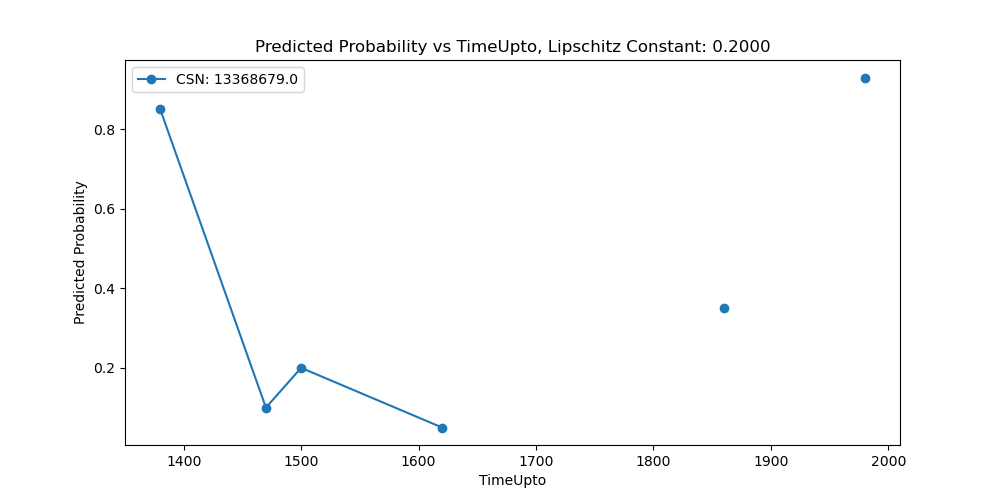 Predicted Probability vs TimeUpto, Lipschitz Constant: 0.2000
CSN: 13368679.0
Predicted Probability
0.8
0.6
0.4
0.2
1400 1500 1600 1700 1800 1900 2000
TimeUpto